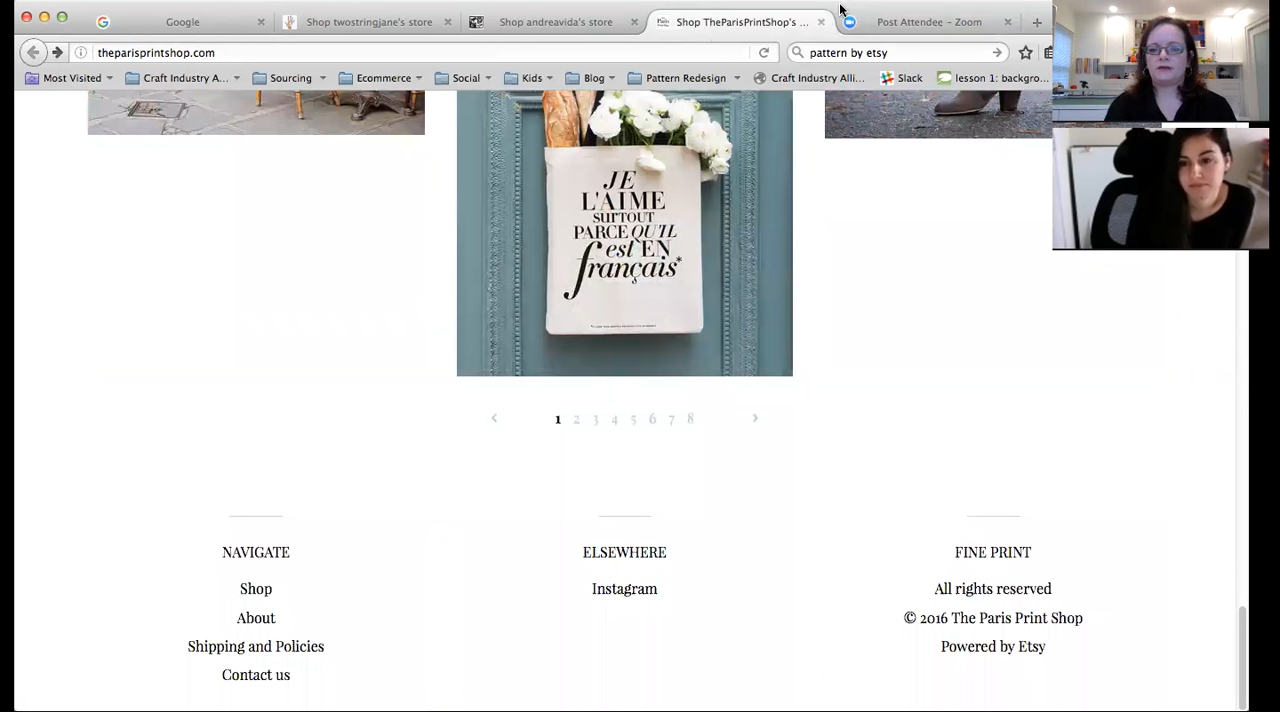 Google
Shop twostringjane's store
Shop andreavida's store
Shop TheParisPrintShop's ...
Post Attendee - Zoom
theparisprintshop.com
pattern by etsy
Most Visited
Craft Industry A...
Sourcing
Ecommerce
Social
Kids
Blog
Pattern Redesign
Craft Industry Alli...
Slack
lesson 1: backgro...
JE
L'AIME
SURTOUT
PARCE QU'IL
est EN
français*
1 2 3 4 5 6 7 8
NAVIGATE
Shop
About
Shipping and Policies
Contact us
ELSEWHERE
Instagram
FINE PRINT
All rights reserved
© 2016 The Paris Print Shop
Powered by Etsy